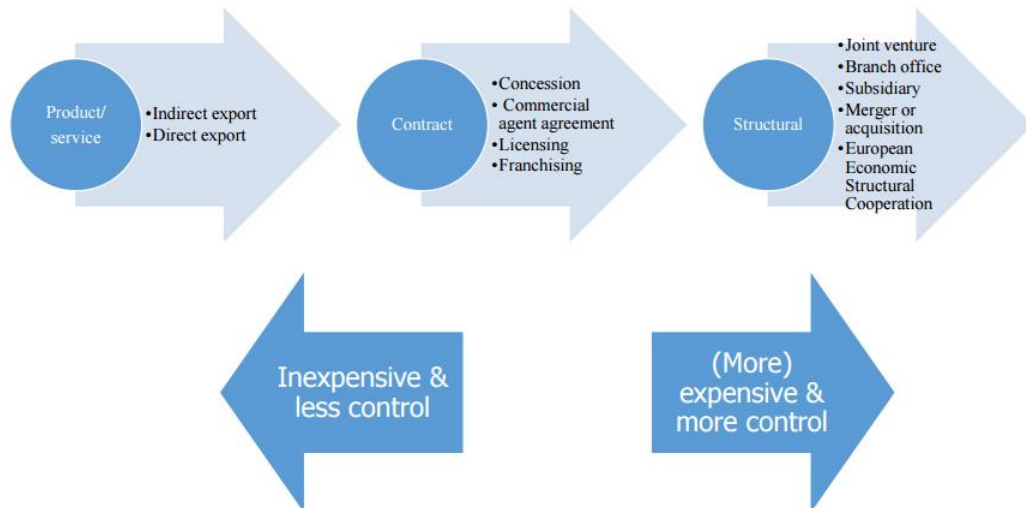 Product/
service
•Indirect export
•Direct export
Contract
•Concession
• Commercial
agent agreement
•Licensing
•Franchising
Structural
•Joint venture
•Branch office
•Subsidiary
•Merger or
acquisition
•European
Economic
Structural
Cooperation
Inexpensive &
less control
(More)
expensive &
more control